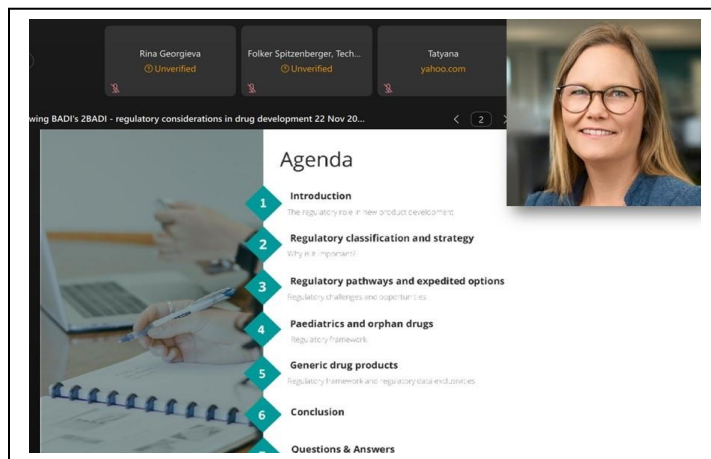 Rina Georgieva
Unverified
Folker Spitzenberger, Tech...
Unverified
Tatyana
yahoo.com
wing BADI's 2BADI - regulatory considerations in drug development 22 Nov 20...
2
Agenda
1
Introduction
The regulatory role in new product development
2
Regulatory classification and strategy
Why is it important?
3
Regulatory pathways and expedited options
Regulatory challenges and opportunities
4
Paediatrics and orphan drugs
Regulatory framework
5
Generic drug products
Regulatory framework and regulatory data exclusivities
6
Conclusion
Questions & Answers